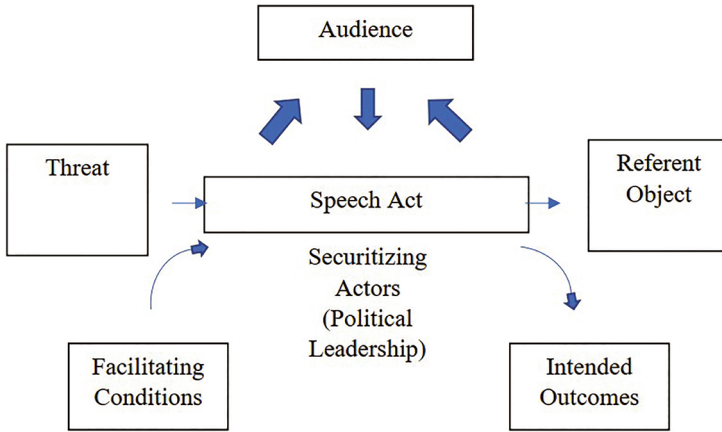 Audience
Threat
Speech Act
Referent
Object
Securitizing
Actors
(Political
Leadership)
Facilitating
Conditions
Intended
Outcomes